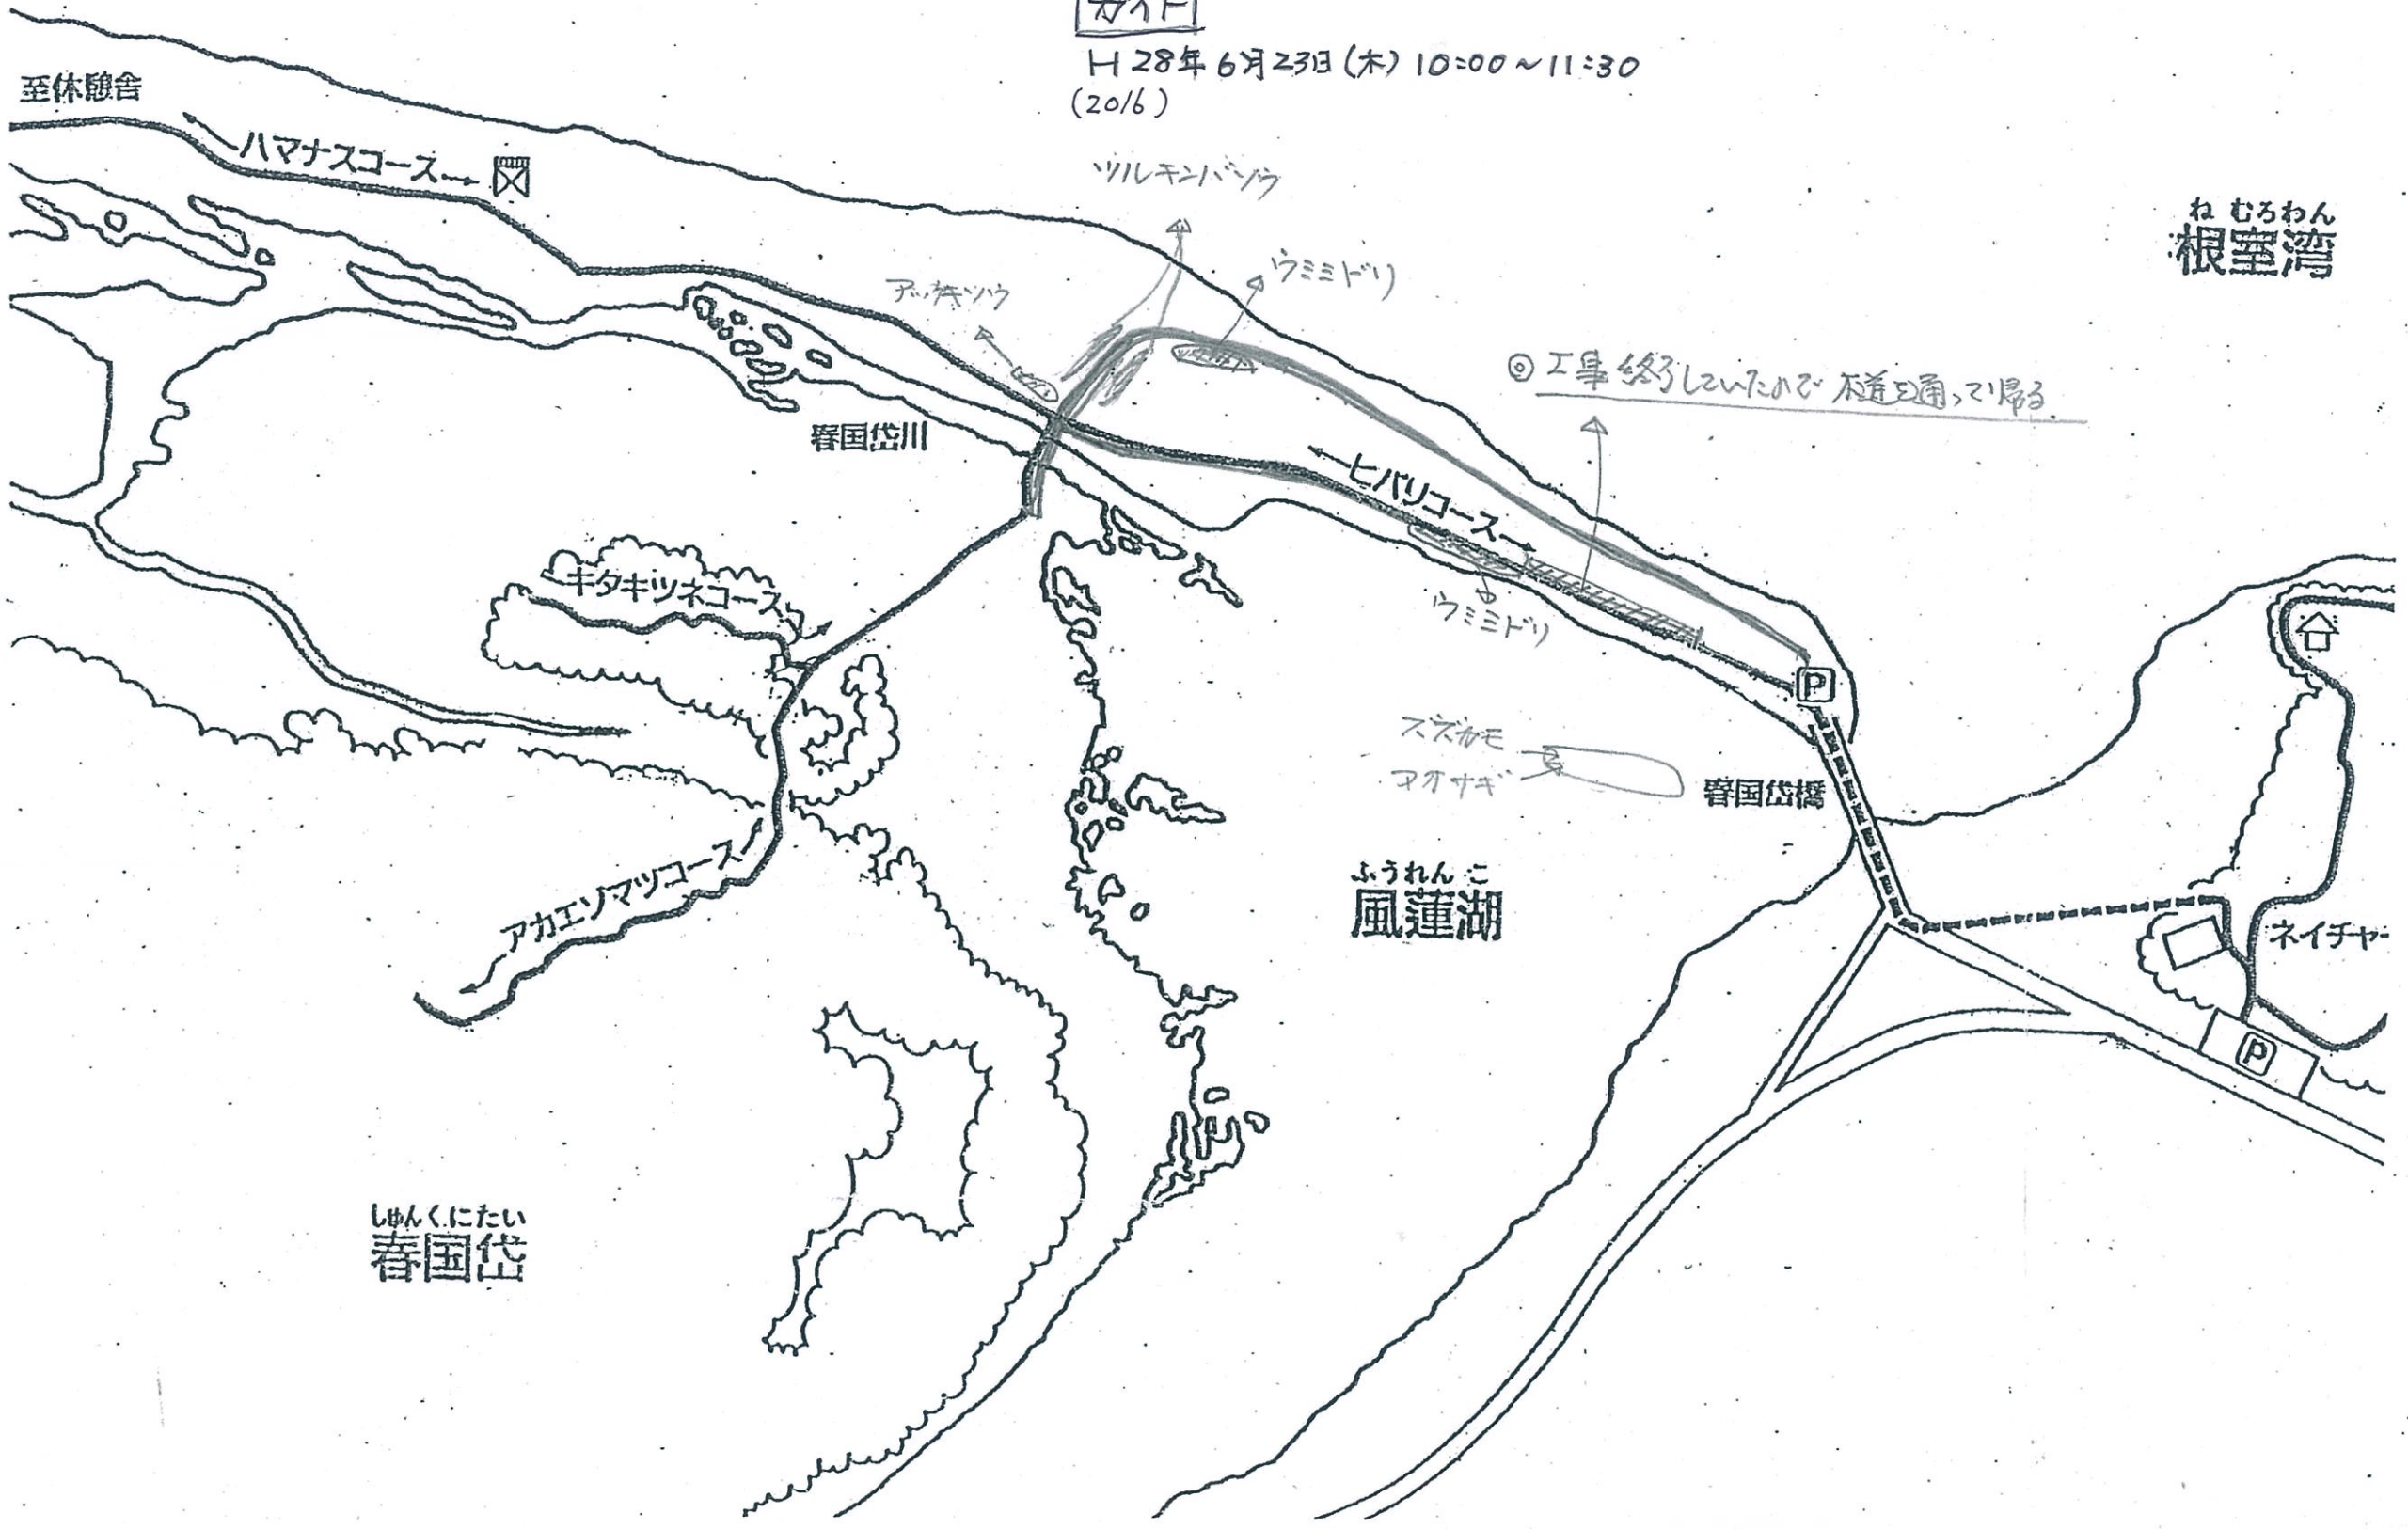 ガイド
H28年6月23日(木) 10:00～11:30
(2016)
至休憩舎
ハマナスコース
ツルキンバイソウ
ねむろわん
根室湾
ウミミドリ
アッケシソウ
◎工事終了していたので木道を通って帰る.
春国岱川
ヒバリコース
キタキツネコース
ウミミドリ
P
スズガモ
アオサギ
春国岱橋
アカエゾマツコース
ふうれんこ
風蓮湖
ネイチャー
P
しゅんくにたい
春国岱